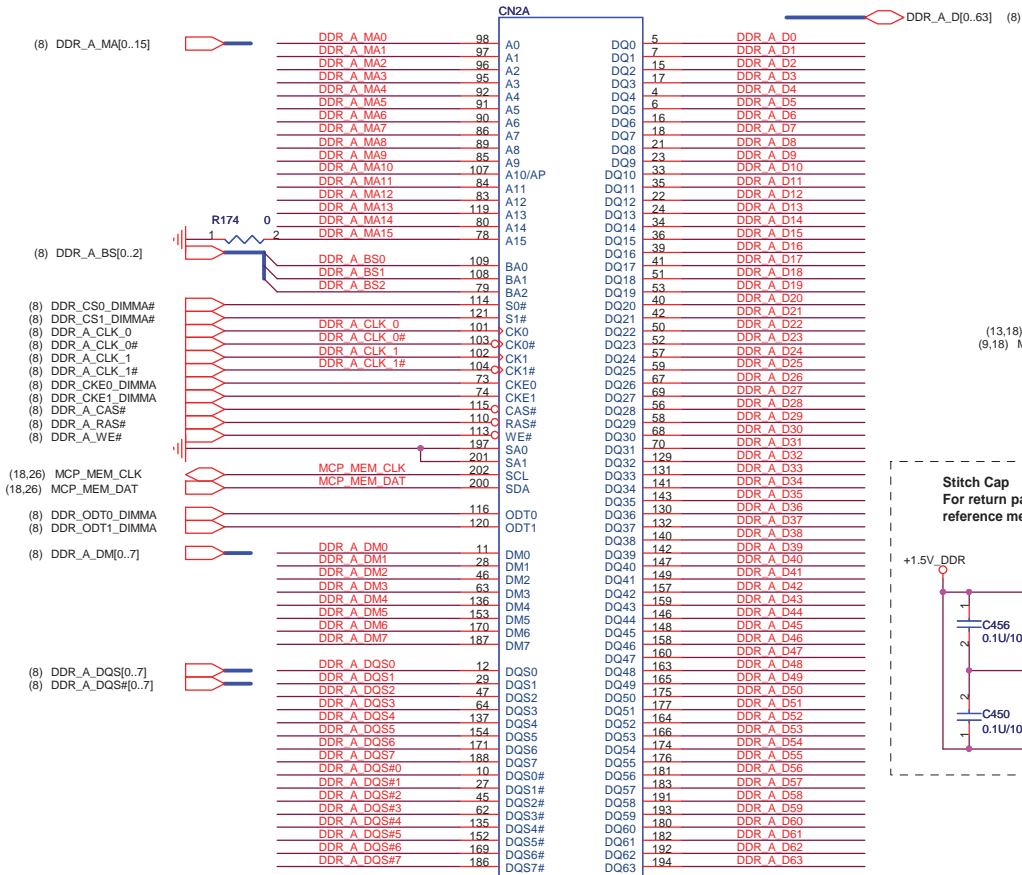 CN2A
DDR_A_D[0..63] (8)
(8) DDR_A_MA[0..15]
DDR_A_MA0 98 A0
DDR_A_MA1 97 A1
DDR_A_MA2 96 A2
DDR_A_MA3 95 A3
DDR_A_MA4 92 A4
DDR_A_MA5 91 A5
DDR_A_MA6 90 A6
DDR_A_MA7 86 A7
DDR_A_MA8 89 A8
DDR_A_MA9 85 A9
DDR_A_MA10 107 A10/AP
DDR_A_MA11 84 A11
DDR_A_MA12 83 A12
DDR_A_MA13 119 A13
DDR_A_MA14 80 A14
R174 0
1 2 DDR_A_MA15 78 A15
(8) DDR_A_BS[0..2]
DDR_A_BS0 109 BA0
DDR_A_BS1 108 BA1
DDR_A_BS2 79 BA2
(8) DDR_CS0_DIMMA# 114 S0#
(8) DDR_CS1_DIMMA# 121 S1#
(8) DDR_A_CLK_0 DDR_A_CLK_0 101 CK0
(8) DDR_A_CLK_0# DDR_A_CLK_0# 103 CK0#
(8) DDR_A_CLK_1 DDR_A_CLK_1 102 CK1
(8) DDR_A_CLK_1# DDR_A_CLK_1# 104 CK1#
(8) DDR_CKE0_DIMMA 73 CKE0
(8) DDR_CKE1_DIMMA 74 CKE1
(8) DDR_A_CAS# 115 CAS#
(8) DDR_A_RAS# 110 RAS#
(8) DDR_A_WE# 113 WE#
197 SA0
201 SA1
(18,26) MCP_MEM_CLK MCP_MEM_CLK 202 SCL
(18,26) MCP_MEM_DAT MCP_MEM_DAT 200 SDA
(8) DDR_ODT0_DIMMA 116 ODT0
(8) DDR_ODT1_DIMMA 120 ODT1
(8) DDR_A_DM[0..7]
DDR_A_DM0 11 DM0
DDR_A_DM1 28 DM1
DDR_A_DM2 46 DM2
DDR_A_DM3 63 DM3
DDR_A_DM4 136 DM4
DDR_A_DM5 153 DM5
DDR_A_DM6 170 DM6
DDR_A_DM7 187 DM7
(8) DDR_A_DQS[0..7]
(8) DDR_A_DQS#[0..7]
DDR_A_DQS0 12 DQS0
DDR_A_DQS1 29 DQS1
DDR_A_DQS2 47 DQS2
DDR_A_DQS3 64 DQS3
DDR_A_DQS4 137 DQS4
DDR_A_DQS5 154 DQS5
DDR_A_DQS6 171 DQS6
DDR_A_DQS7 188 DQS7
DDR_A_DQS#0 10 DQS0#
DDR_A_DQS#1 27 DQS1#
DDR_A_DQS#2 45 DQS2#
DDR_A_DQS#3 62 DQS3#
DDR_A_DQS#4 135 DQS4#
DDR_A_DQS#5 152 DQS5#
DDR_A_DQS#6 169 DQS6#
DDR_A_DQS#7 186 DQS7#
DQ0 5 DDR_A_D0
DQ1 7 DDR_A_D1
DQ2 15 DDR_A_D2
DQ3 17 DDR_A_D3
DQ4 4 DDR_A_D4
DQ5 6 DDR_A_D5
DQ6 16 DDR_A_D6
DQ7 18 DDR_A_D7
DQ8 21 DDR_A_D8
DQ9 23 DDR_A_D9
DQ10 33 DDR_A_D10
DQ11 35 DDR_A_D11
DQ12 22 DDR_A_D12
DQ13 24 DDR_A_D13
DQ14 34 DDR_A_D14
DQ15 36 DDR_A_D15
DQ16 39 DDR_A_D16
DQ17 41 DDR_A_D17
DQ18 51 DDR_A_D18
DQ19 53 DDR_A_D19
DQ20 40 DDR_A_D20
DQ21 42 DDR_A_D21
DQ22 50 DDR_A_D22
DQ23 52 DDR_A_D23
DQ24 57 DDR_A_D24
DQ25 59 DDR_A_D25
DQ26 67 DDR_A_D26
DQ27 69 DDR_A_D27
DQ28 56 DDR_A_D28
DQ29 58 DDR_A_D29
DQ30 68 DDR_A_D30
DQ31 70 DDR_A_D31
DQ32 129 DDR_A_D32
DQ33 131 DDR_A_D33
DQ34 141 DDR_A_D34
DQ35 143 DDR_A_D35
DQ36 130 DDR_A_D36
DQ37 132 DDR_A_D37
DQ38 140 DDR_A_D38
DQ39 142 DDR_A_D39
DQ40 147 DDR_A_D40
DQ41 149 DDR_A_D41
DQ42 157 DDR_A_D42
DQ43 159 DDR_A_D43
DQ44 146 DDR_A_D44
DQ45 148 DDR_A_D45
DQ46 158 DDR_A_D46
DQ47 160 DDR_A_D47
DQ48 163 DDR_A_D48
DQ49 165 DDR_A_D49
DQ50 175 DDR_A_D50
DQ51 177 DDR_A_D51
DQ52 164 DDR_A_D52
DQ53 166 DDR_A_D53
DQ54 174 DDR_A_D54
DQ55 176 DDR_A_D55
DQ56 181 DDR_A_D56
DQ57 183 DDR_A_D57
DQ58 191 DDR_A_D58
DQ59 193 DDR_A_D59
DQ60 180 DDR_A_D60
DQ61 182 DDR_A_D61
DQ62 192 DDR_A_D62
DQ63 194 DDR_A_D63
(13,18)
(9,18)
Stitch Cap
For return
reference
+1.5V_DDR
1
C456
0.1U/10
2
2
C450
0.1U/10
1